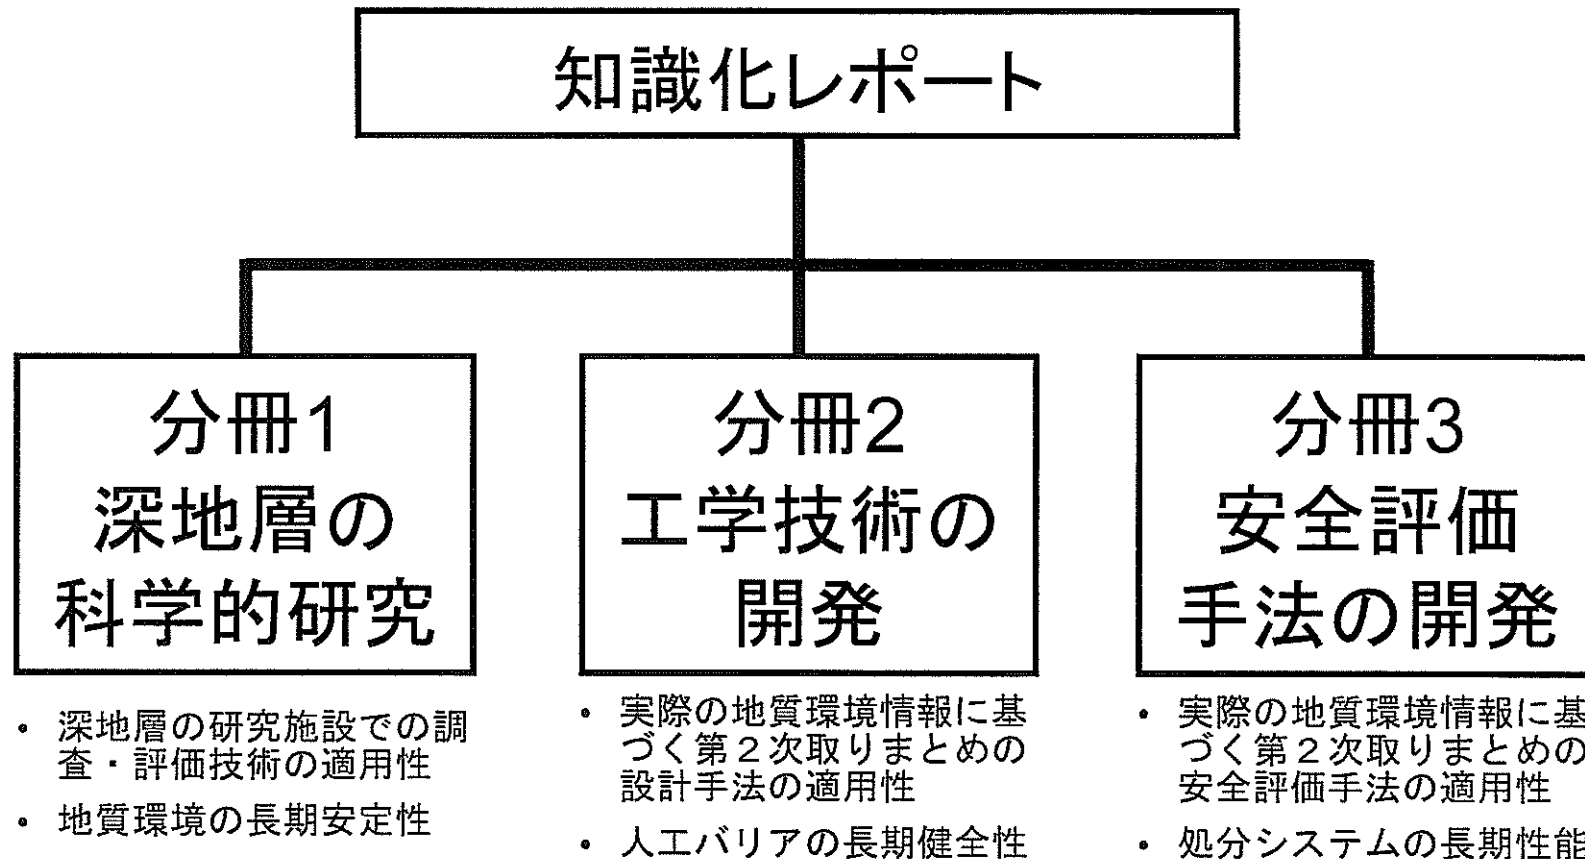 知識化レポート
分冊1
深地層の
科学的研究
• 深地層の研究施設での調
査・評価技術の適用性
• 地質環境の長期安定性
分冊2
工学技術の
開発
• 実際の地質環境情報に基
づく第２次取りまとめの
設計手法の適用性
• 人工バリアの長期健全性
分冊3
安全評価
手法の開発
• 実際の地質環境情報に基
づく第２次取りまとめの
安全評価手法の適用性
• 処分システムの長期性能